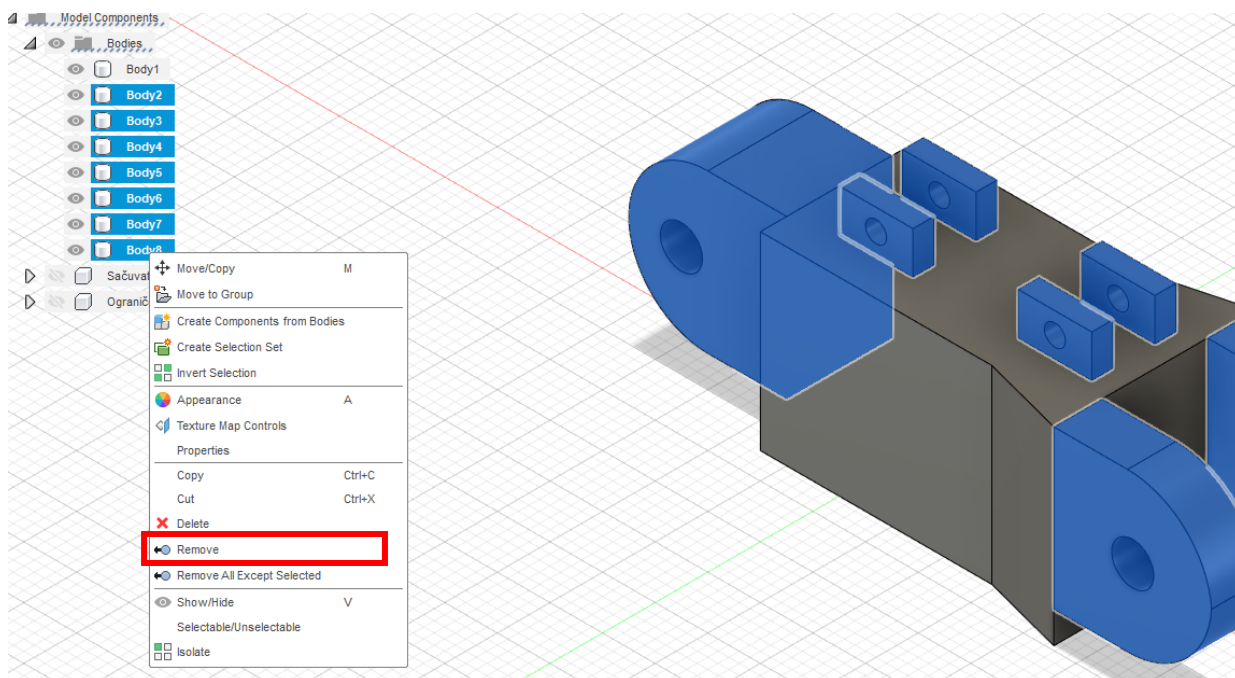 Model Components
Bodies
Body1
Body2
Body3
Body4
Body5
Body6
Body7
Body8
Sačuvat
Ogranič
Move/Copy M
Move to Group
Create Components from Bodies
Create Selection Set
Invert Selection
Appearance A
Texture Map Controls
Properties
Copy Ctrl+C
Cut Ctrl+X
Delete
Remove
Remove All Except Selected
Show/Hide V
Selectable/Unselectable
Isolate